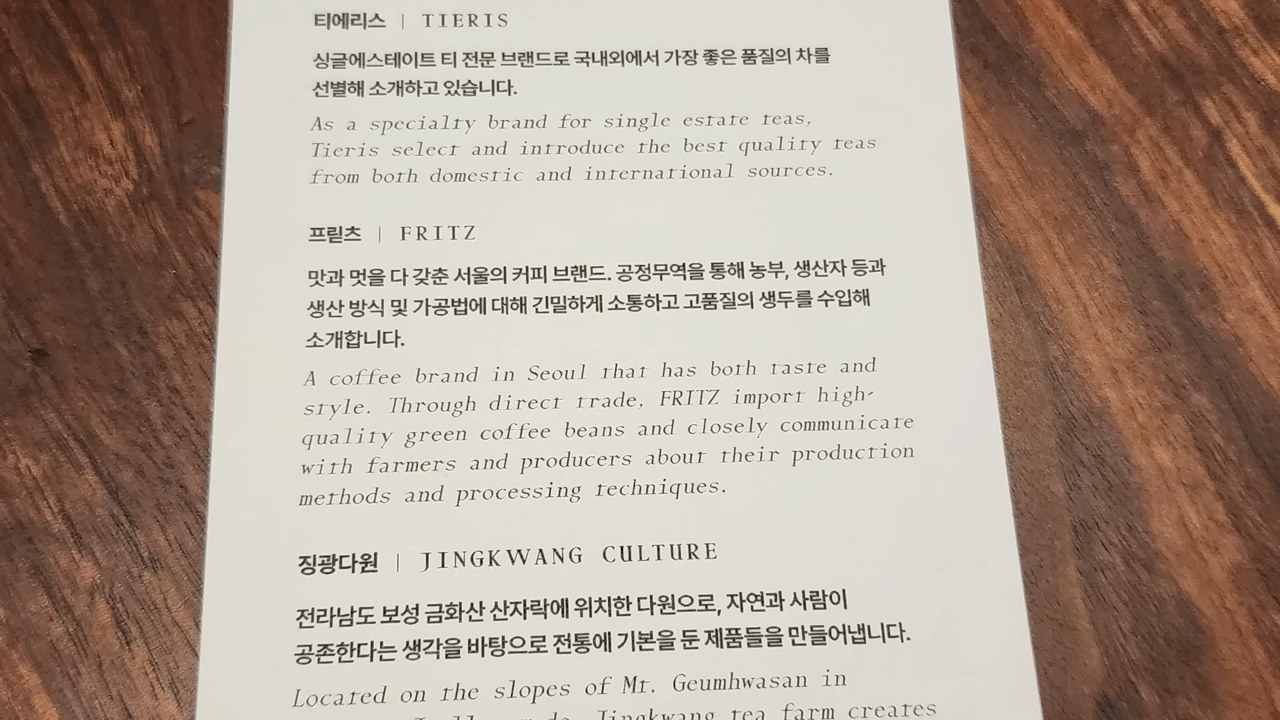 티에리스 | TIERIS
싱글에스테이트 티 전문 브랜드로 국내외에서 가장 좋은 품질의 차를
선별해 소개하고 있습니다.
As a specialty brand for single estate teas,
Tieris select and introduce the best quality teas
from both domestic and international sources.
프릳츠 | FRITZ
맛과 멋을 다 갖춘 서울의 커피 브랜드. 공정무역을 통해 농부, 생산자 등과
생산 방식 및 가공법에 대해 긴밀하게 소통하고 고품질의 생두를 수입해
소개합니다.
A coffee brand in Seoul that has both taste and
style. Through direct trade, FRITZ import high-
quality green coffee beans and closely communicate
with farmers and producers about their production
methods and processing techniques.
징광다원 | JINGKWANG CULTURE
전라남도 보성 금화산 산자락에 위치한 다원으로, 자연과 사람이
공존한다는 생각을 바탕으로 전통에 기본을 둔 제품들을 만들어냅니다.
Located on the slopes of Mt. Geumhwasan in
Jingkwang tea farm creates